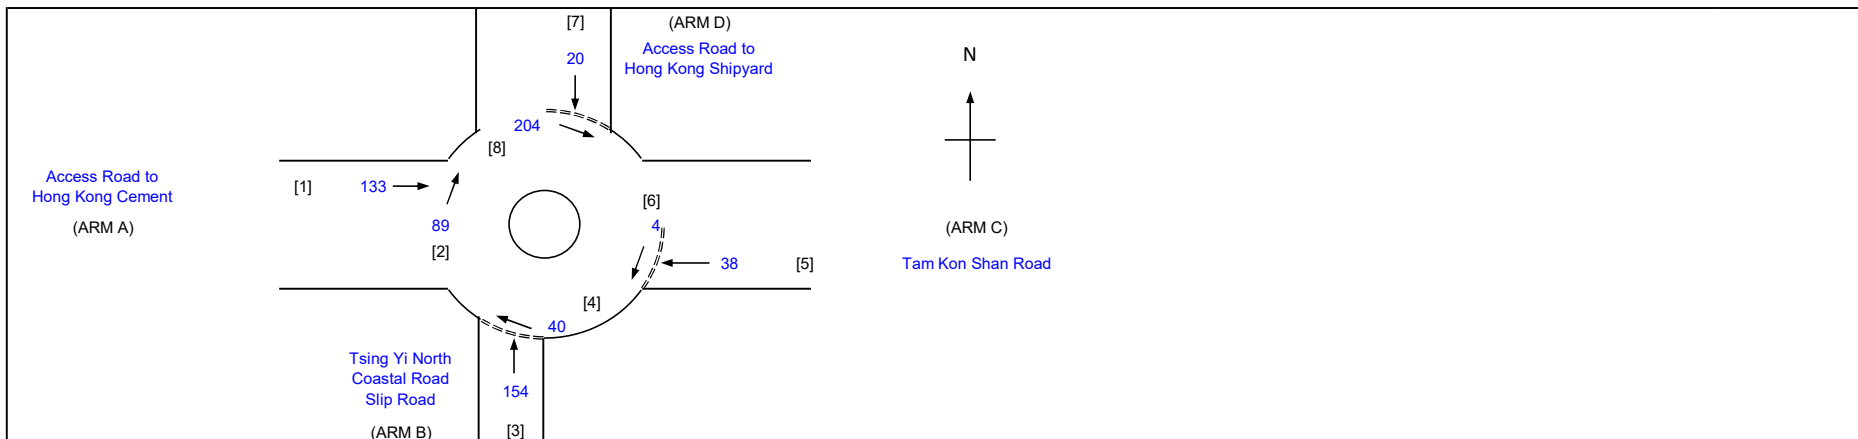 [7]
(ARM D)
Access Road to
Hong Kong Shipyard
20
N
204
[8]
Access Road to
Hong Kong Cement
(ARM A)
[1]
133
89
[2]
[6]
4
38
[5]
(ARM C)
Tam Kon Shan Road
[4]
40
Tsing Yi North
Coastal Road
Slip Road
(ARM B)
154
[3]